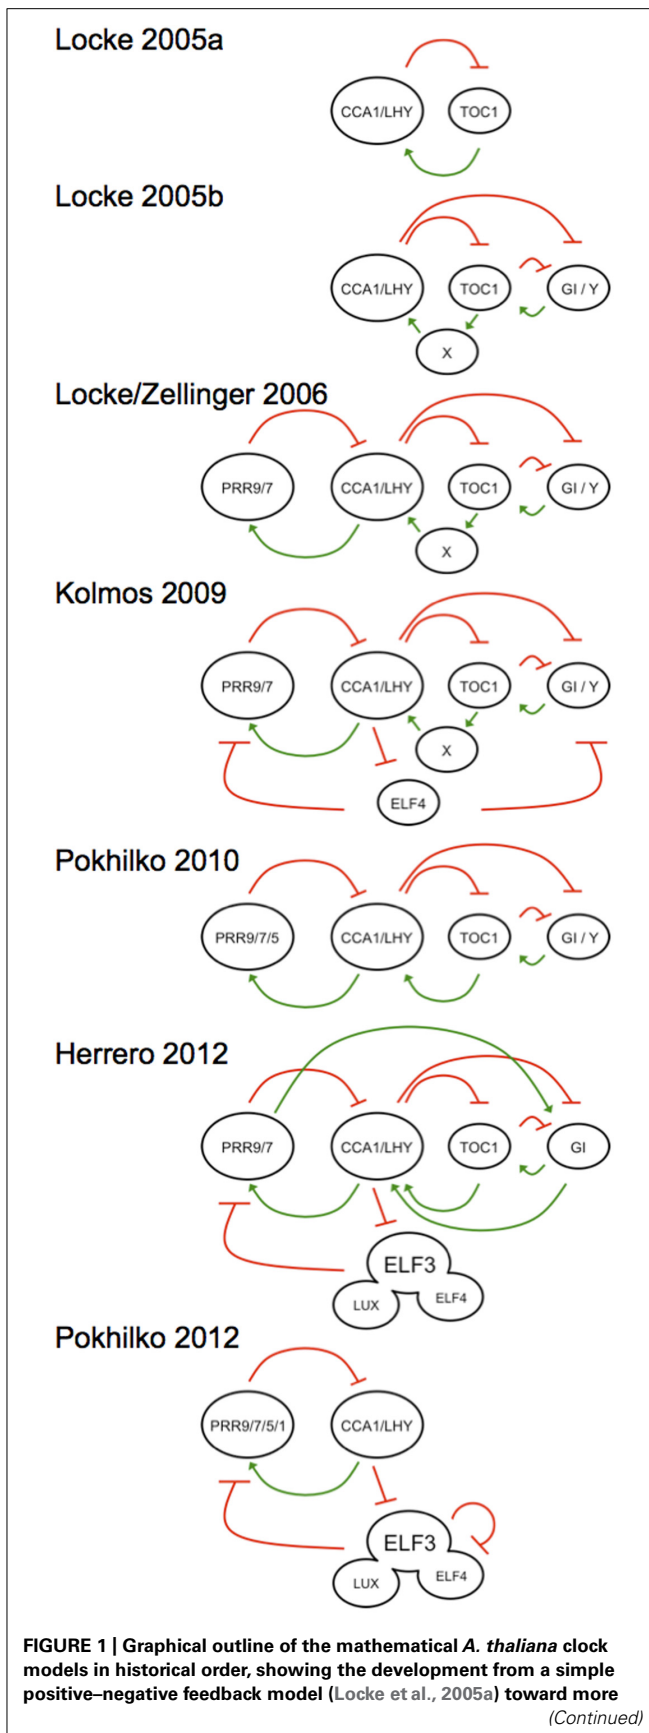 Locke 2005a
CCA1/LHY
TOC1
Locke 2005b
CCA1/LHY
TOC1
GI / Y
X
Locke/Zellinger 2006
PRR9/7
CCA1/LHY
TOC1
GI / Y
X
Kolmos 2009
PRR9/7
CCA1/LHY
TOC1
GI / Y
X
ELF4
Pokhilko 2010
PRR9/7/5
CCA1/LHY
TOC1
GI / Y
Herrero 2012
PRR9/7
CCA1/LHY
TOC1
GI
ELF3
LUX
ELF4
Pokhilko 2012
PRR9/7/5/1
CCA1/LHY
ELF3
LUX
ELF4
FIGURE 1 | Graphical outline of the mathematical A. thaliana clock
models in historical order, showing the development from a simple
positive–negative feedback model (Locke et al., 2005a) toward more
(Continued)